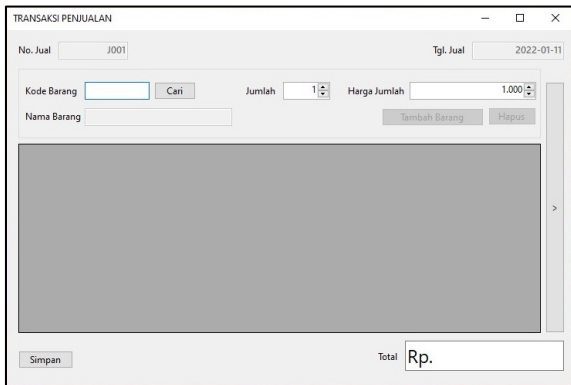 TRANSAKSI PENJUALAN
No. Jual J001 Tgl. Jual 2022-01-11
Kode Barang Cari Jumlah 1 Harga Jumlah 1.000
Nama Barang Tambah Barang Hapus
>
Simpan Total Rp.